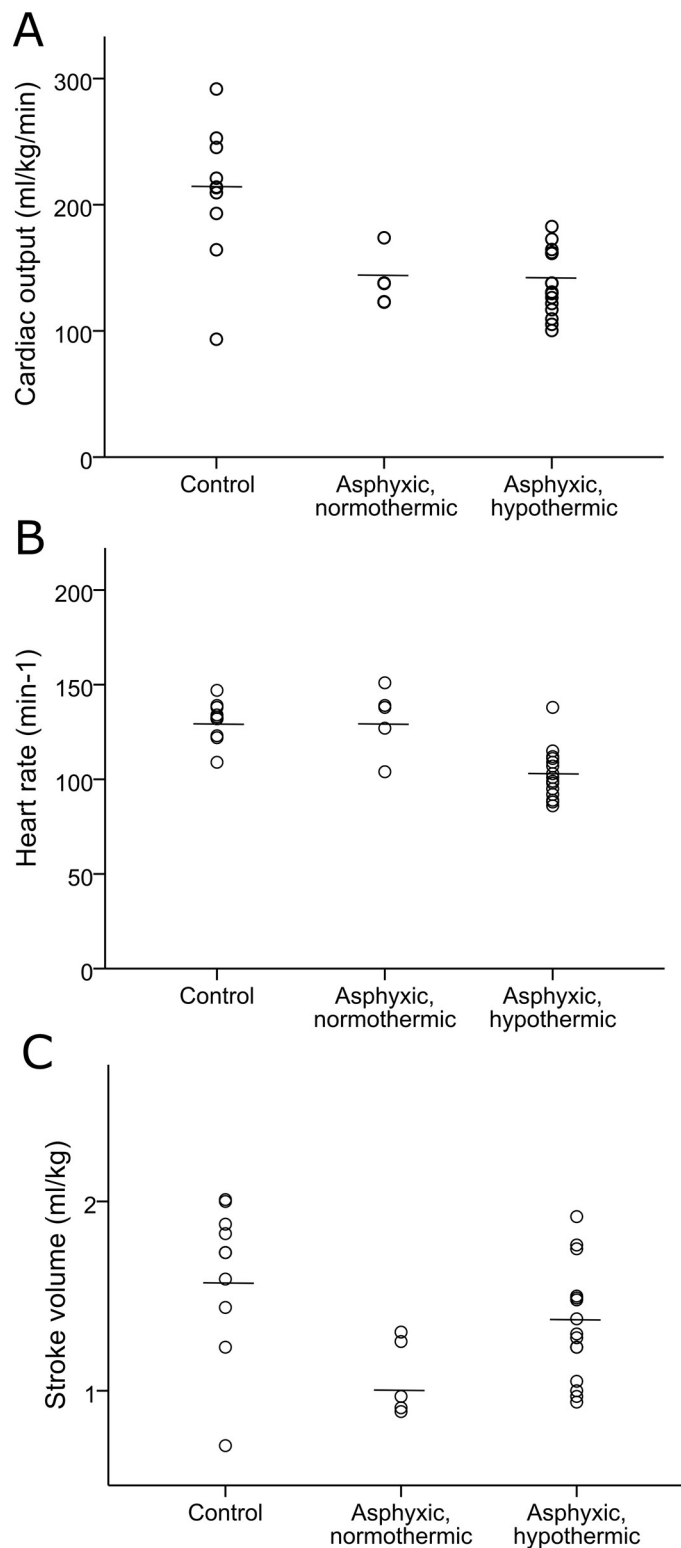 A
Cardiac output (ml/kg/min)
300
200
100
0
Control
Asphyxic,
normothermic
Asphyxic,
hypothermic
B
Heart rate (min-1)
200
150
100
50
0
Control
Asphyxic,
normothermic
Asphyxic,
hypothermic
C
Stroke volume (ml/kg)
2
1
Control
Asphyxic,
normothermic
Asphyxic,
hypothermic